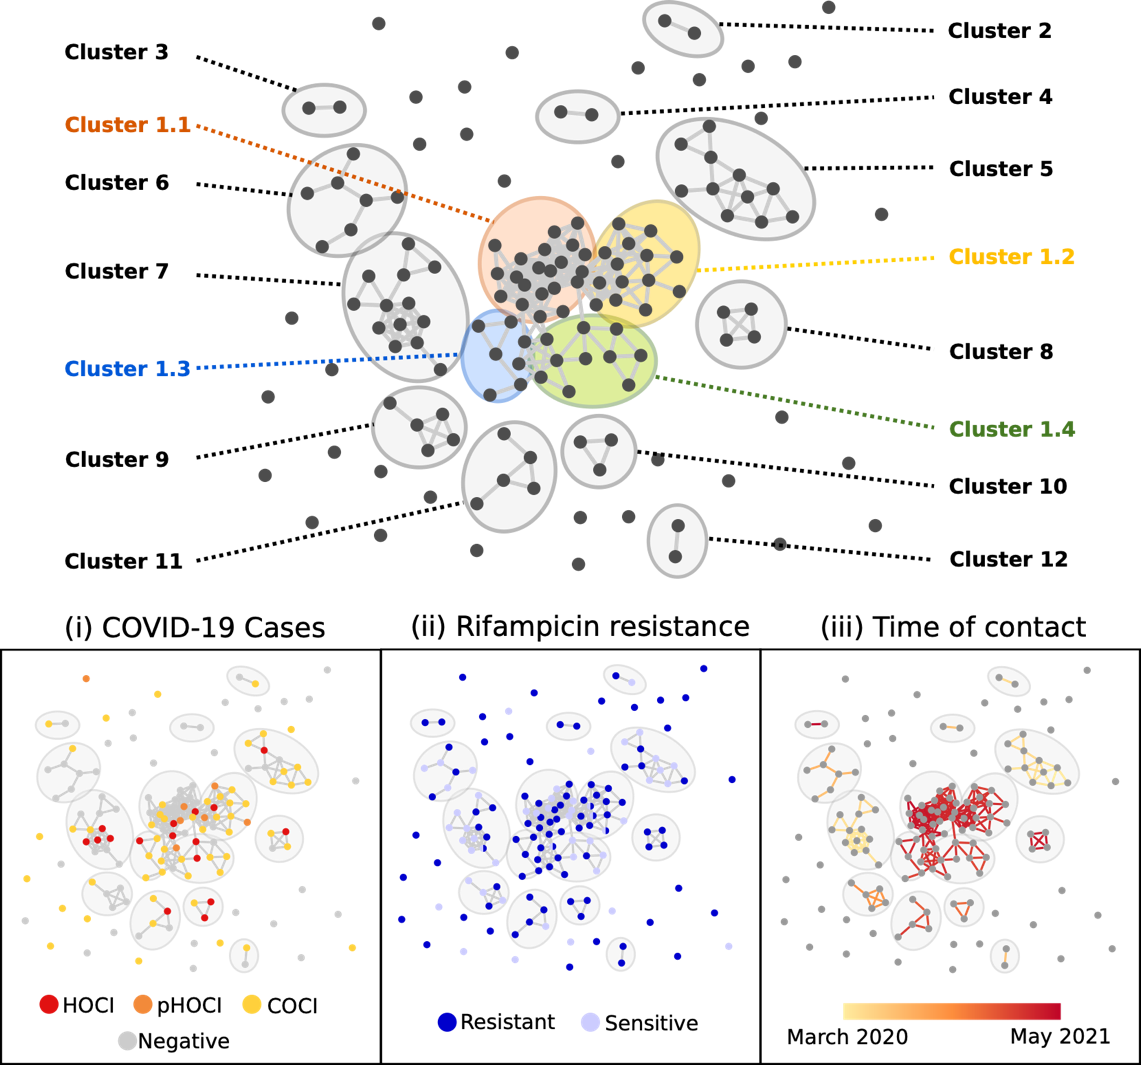 Cluster 2
Cluster 3
Cluster 4
Cluster 1.1
Cluster 5
Cluster 6
Cluster 1.2
Cluster 7
Cluster 8
Cluster 1.3
Cluster 1.4
Cluster 9
Cluster 10
Cluster 11
Cluster 12
(i) COVID-19 Cases
(ii) Rifampicin resistance
(iii) Time of contact
HOCI
pHOCI
COCI
Negative
Resistant
Sensitive
March 2020
May 2021